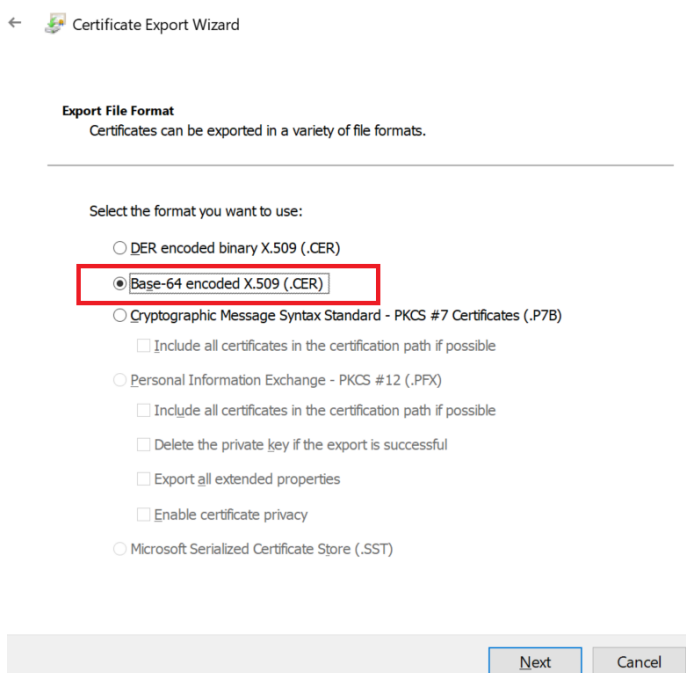 Certificate Export Wizard
Export File Format
Certificates can be exported in a variety of file formats.
Select the format you want to use:
DER encoded binary X.509 (.CER)
Base-64 encoded X.509 (.CER)
Cryptographic Message Syntax Standard - PKCS #7 Certificates (.P7B)
Include all certificates in the certification path if possible
Personal Information Exchange - PKCS #12 (.PFX)
Include all certificates in the certification path if possible
Delete the private key if the export is successful
Export all extended properties
Enable certificate privacy
Microsoft Serialized Certificate Store (.SST)
Next Cancel